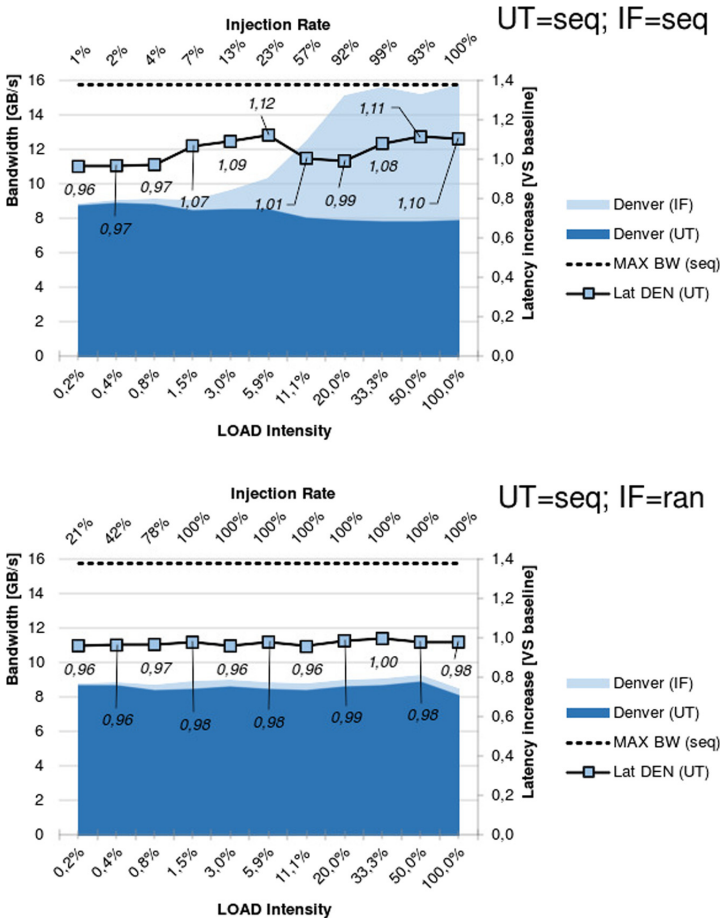 Injection Rate
UT=seq; IF=seq
1% 2% 4% 7% 13% 23% 57% 92% 99% 93% 100%
Bandwidth [GB/s]
16
14
12
10
8
6
4
2
0
1,4
1,2
1,0
0,8
0,6
0,4
0,2
0,0
Latency increase [VS baseline]
0,96
0,97
0,97
1,07
1,09
1,12
1,01
0,99
1,08
1,11
1,10
Denver (IF)
Denver (UT)
MAX BW (seq)
Lat DEN (UT)
0,2% 0,4% 0,8% 1,5% 3,0% 5,9% 11,1% 20,0% 33,3% 50,0% 100,0%
LOAD Intensity
Injection Rate
UT=seq; IF=ran
21% 42% 78% 100% 100% 100% 100% 100% 100% 100% 100%
Bandwidth [GB/s]
16
14
12
10
8
6
4
2
0
1,4
1,2
1,0
0,8
0,6
0,4
0,2
0,0
Latency increase [VS baseline]
0,96
0,96
0,97
0,98
0,96
0,98
0,96
0,99
1,00
0,98
0,98
Denver (IF)
Denver (UT)
MAX BW (seq)
Lat DEN (UT)
0,2% 0,4% 0,8% 1,5% 3,0% 5,9% 11,1% 20,0% 33,3% 50,0% 100,0%
LOAD Intensity